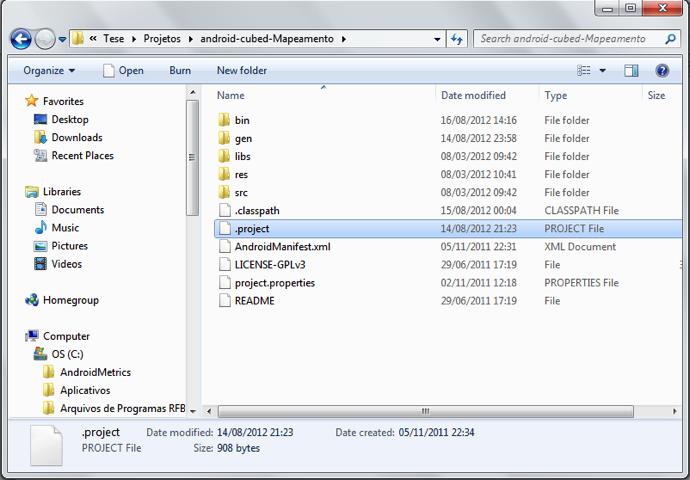 « Tese ▸ Projetos ▸ android-cubed-Mapeamento ▸
Search android-cubed-Mapeamento
Organize Open Burn New folder
Name Date modified Type Size
Favorites
Desktop
Downloads
Recent Places
Libraries
Documents
Music
Pictures
Videos
Homegroup
Computer
OS (C:)
AndroidMetrics
Aplicativos
Arquivos de Programas RFB
bin 16/08/2012 14:16 File folder
gen 14/08/2012 23:58 File folder
libs 08/03/2012 09:42 File folder
res 08/03/2012 10:41 File folder
src 08/03/2012 09:42 File folder
.classpath 15/08/2012 00:04 CLASSPATH File
.project 14/08/2012 21:23 PROJECT File
AndroidManifest.xml 05/11/2011 22:31 XML Document
LICENSE-GPLv3 29/06/2011 17:19 File 3
project.properties 02/11/2011 12:18 PROPERTIES File
README 29/06/2011 17:19 File
.project Date modified: 14/08/2012 21:23 Date created: 05/11/2011 22:34
PROJECT File Size: 908 bytes